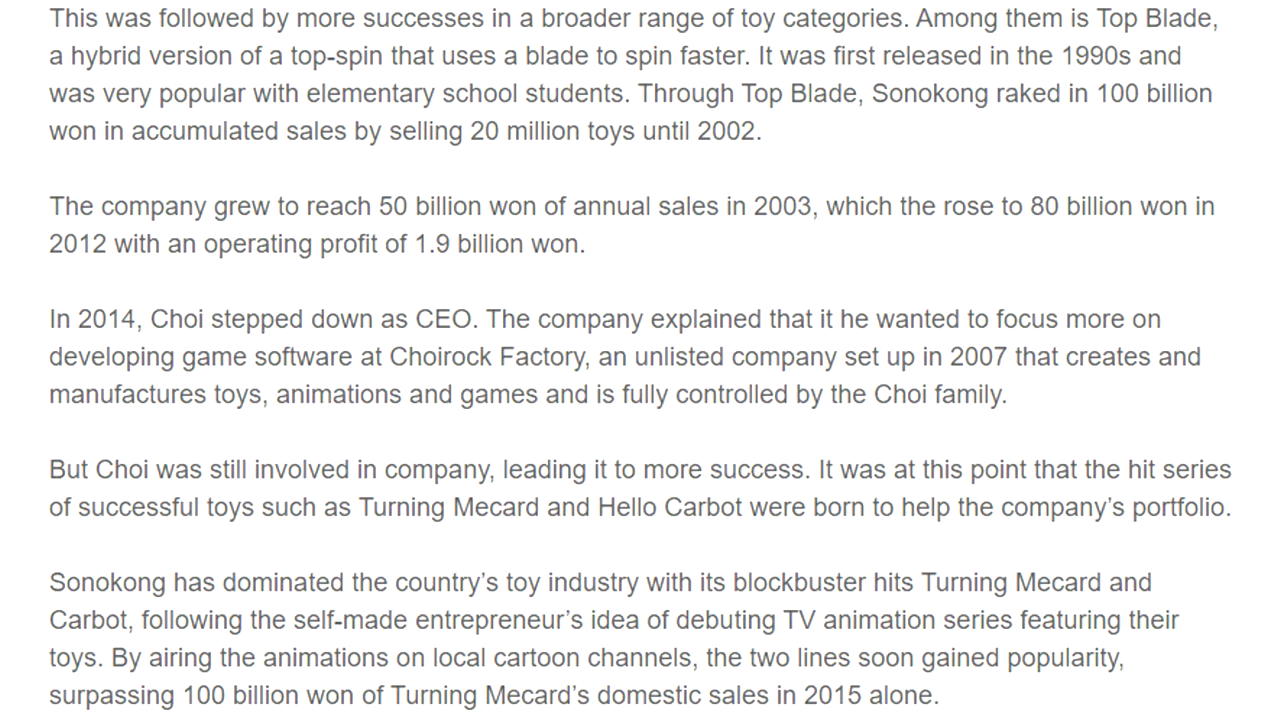 This was followed by more successes in a broader range of toy categories. Among them is Top Blade,
a hybrid version of a top-spin that uses a blade to spin faster. It was first released in the 1990s and
was very popular with elementary school students. Through Top Blade, Sonokong raked in 100 billion
won in accumulated sales by selling 20 million toys until 2002.
The company grew to reach 50 billion won of annual sales in 2003, which the rose to 80 billion won in
2012 with an operating profit of 1.9 billion won.
In 2014, Choi stepped down as CEO. The company explained that it he wanted to focus more on
developing game software at Choirock Factory, an unlisted company set up in 2007 that creates and
manufactures toys, animations and games and is fully controlled by the Choi family.
But Choi was still involved in company, leading it to more success. It was at this point that the hit series
of successful toys such as Turning Mecard and Hello Carbot were born to help the company’s portfolio.
Sonokong has dominated the country’s toy industry with its blockbuster hits Turning Mecard and
Carbot, following the self-made entrepreneur’s idea of debuting TV animation series featuring their
toys. By airing the animations on local cartoon channels, the two lines soon gained popularity,
surpassing 100 billion won of Turning Mecard’s domestic sales in 2015 alone.